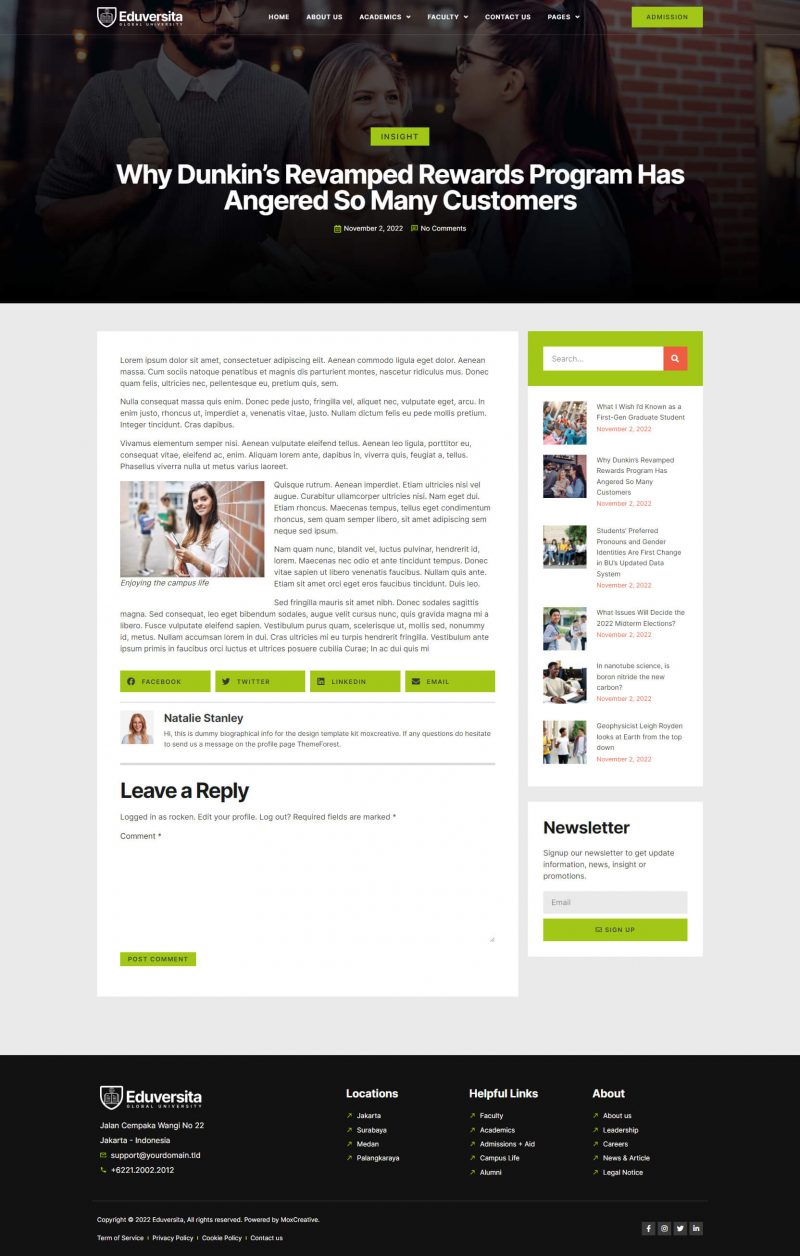 Eduversita
GLOBAL UNIVERSITY
HOME ABOUT US ACADEMICS FACULTY CONTACT US PAGES
ADMISSION
INSIGHT
Why Dunkin’s Revamped Rewards Program Has
Angered So Many Customers
November 2, 2022 No Comments
Lorem ipsum dolor sit amet, consectetuer adipiscing elit. Aenean commodo ligula eget dolor. Aenean
massa. Cum sociis natoque penatibus et magnis dis parturient montes, nascetur ridiculus mus. Donec
quam felis, ultricies nec, pellentesque eu, pretium quis, sem.
Nulla consequat massa quis enim. Donec pede justo, fringilla vel, aliquet nec, vulputate eget, arcu. In
enim justo, rhoncus ut, imperdiet a, venenatis vitae, justo. Nullam dictum felis eu pede mollis pretium.
Integer tincidunt. Cras dapibus.
Vivamus elementum semper nisi. Aenean vulputate eleifend tellus. Aenean leo ligula, porttitor eu,
consequat vitae, eleifend ac, enim. Aliquam lorem ante, dapibus in, viverra quis, feugiat a, tellus.
Phasellus viverra nulla ut metus varius laoreet.
Quisque rutrum. Aenean imperdiet. Etiam ultricies nisi vel
augue. Curabitur ullamcorper ultricies nisi. Nam eget dui.
Etiam rhoncus. Maecenas tempus, tellus eget condimentum
rhoncus, sem quam semper libero, sit amet adipiscing sem
neque sed ipsum.
Nam quam nunc, blandit vel, luctus pulvinar, hendrerit id,
lorem. Maecenas nec odio et ante tincidunt tempus. Donec
vitae sapien ut libero venenatis faucibus. Nullam quis ante.
Etiam sit amet orci eget eros faucibus tincidunt. Duis leo.
Enjoying the campus life
Sed fringilla mauris sit amet nibh. Donec sodales sagittis
magna. Sed consequat, leo eget bibendum sodales, augue velit cursus nunc, quis gravida magna mi a
libero. Fusce vulputate eleifend sapien. Vestibulum purus quam, scelerisque ut, mollis sed, nonummy
id, metus. Nullam accumsan lorem in dui. Cras ultricies mi eu turpis hendrerit fringilla. Vestibulum ante
ipsum primis in faucibus orci luctus et ultrices posuere cubilia Curae; In ac dui quis mi
FACEBOOK TWITTER LINKEDIN EMAIL
Natalie Stanley
Hi, this is dummy biographical info for the design template kit moxcreative. If any questions do hesitate
to send us a message on the profile page ThemeForest.
Leave a Reply
Logged in as rocken. Edit your profile. Log out? Required fields are marked *
Comment *
POST COMMENT
Search...
What I Wish I’d Known as a
First-Gen Graduate Student
November 2, 2022
Why Dunkin’s Revamped
Rewards Program Has
Angered So Many
Customers
November 2, 2022
Students’ Preferred
Pronouns and Gender
Identities Are First Change
in BU’s Updated Data
System
November 2, 2022
What Issues Will Decide the
2022 Midterm Elections?
November 2, 2022
In nanotube science, is
boron nitride the new
carbon?
November 2, 2022
Geophysicist Leigh Royden
looks at Earth from the top
down
November 2, 2022
Newsletter
Signup our newsletter to get update
information, news, insight or
promotions.
Email
SIGN UP
Eduversita
GLOBAL UNIVERSITY
Jalan Cempaka Wangi No 22
Jakarta - Indonesia
support@yourdomain.tld
+6221.2002.2012
Locations
Jakarta
Surabaya
Medan
Palangkaraya
Helpful Links
Faculty
Academics
Admissions + Aid
Campus Life
Alumni
About
About us
Leadership
Careers
News & Article
Legal Notice
Copyright © 2022 Eduversita, All rights reserved. Powered by MoxCreative.
Term of Service Privacy Policy Cookie Policy Contact us